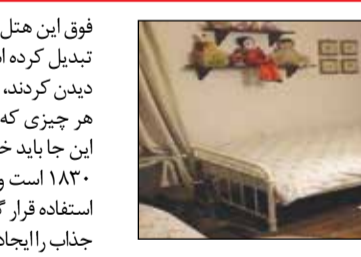 فوق این هتل
تبدیل کرده ا
دیدن کردند،
هر چیزی که
این جا باید خ
۱۸۳۰ است و
استفاده قرار گ
جذاب را ایجاد